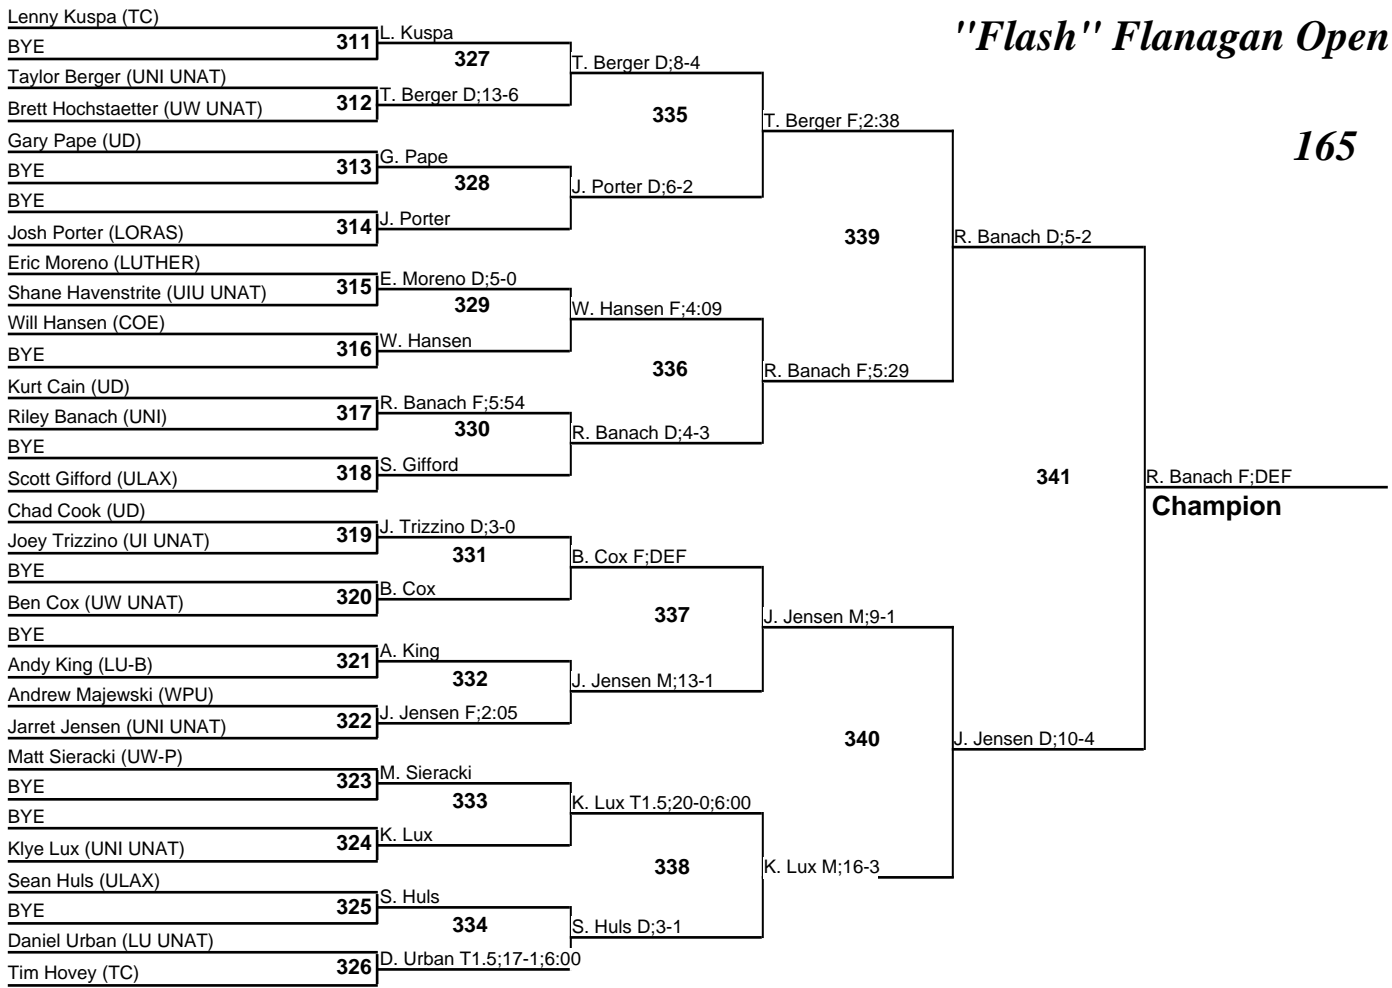 "Flash" Flanagan Open
165
Lenny Kuspa (TC)
BYE
Taylor Berger (UNI UNAT)
Brett Hochstaetter (UW UNAT)
Gary Pape (UD)
BYE
BYE
Josh Porter (LORAS)
Eric Moreno (LUTHER)
Shane Havenstrite (UIU UNAT)
Will Hansen (COE)
BYE
Kurt Cain (UD)
Riley Banach (UNI)
BYE
Scott Gifford (ULAX)
Chad Cook (UD)
Joey Trizzino (UI UNAT)
BYE
Ben Cox (UW UNAT)
BYE
Andy King (LU-B)
Andrew Majewski (WPU)
Jarret Jensen (UNI UNAT)
Matt Sieracki (UW-P)
BYE
BYE
Klye Lux (UNI UNAT)
Sean Huls (ULAX)
BYE
Daniel Urban (LU UNAT)
Tim Hovey (TC)
311 L. Kuspa
312 T. Berger D;13-6
313 G. Pape
314 J. Porter
315 E. Moreno D;5-0
316 W. Hansen
317 R. Banach F;5:54
318 S. Gifford
319 J. Trizzino D;3-0
320 B. Cox
321 A. King
322 J. Jensen F;2:05
323 M. Sieracki
324 K. Lux
325 S. Huls
326 D. Urban T1.5;17-1;6:00
327
328
329
330
331
332
333
334
T. Berger D;8-4
J. Porter D;6-2
W. Hansen F;4:09
R. Banach D;4-3
B. Cox F;DEF
J. Jensen M;13-1
K. Lux T1.5;20-0;6:00
S. Huls D;3-1
335
336
337
338
T. Berger F;2:38
R. Banach F;5:29
J. Jensen M;9-1
K. Lux M;16-3
339
340
R. Banach D;5-2
J. Jensen D;10-4
341
R. Banach F;DEF
Champion